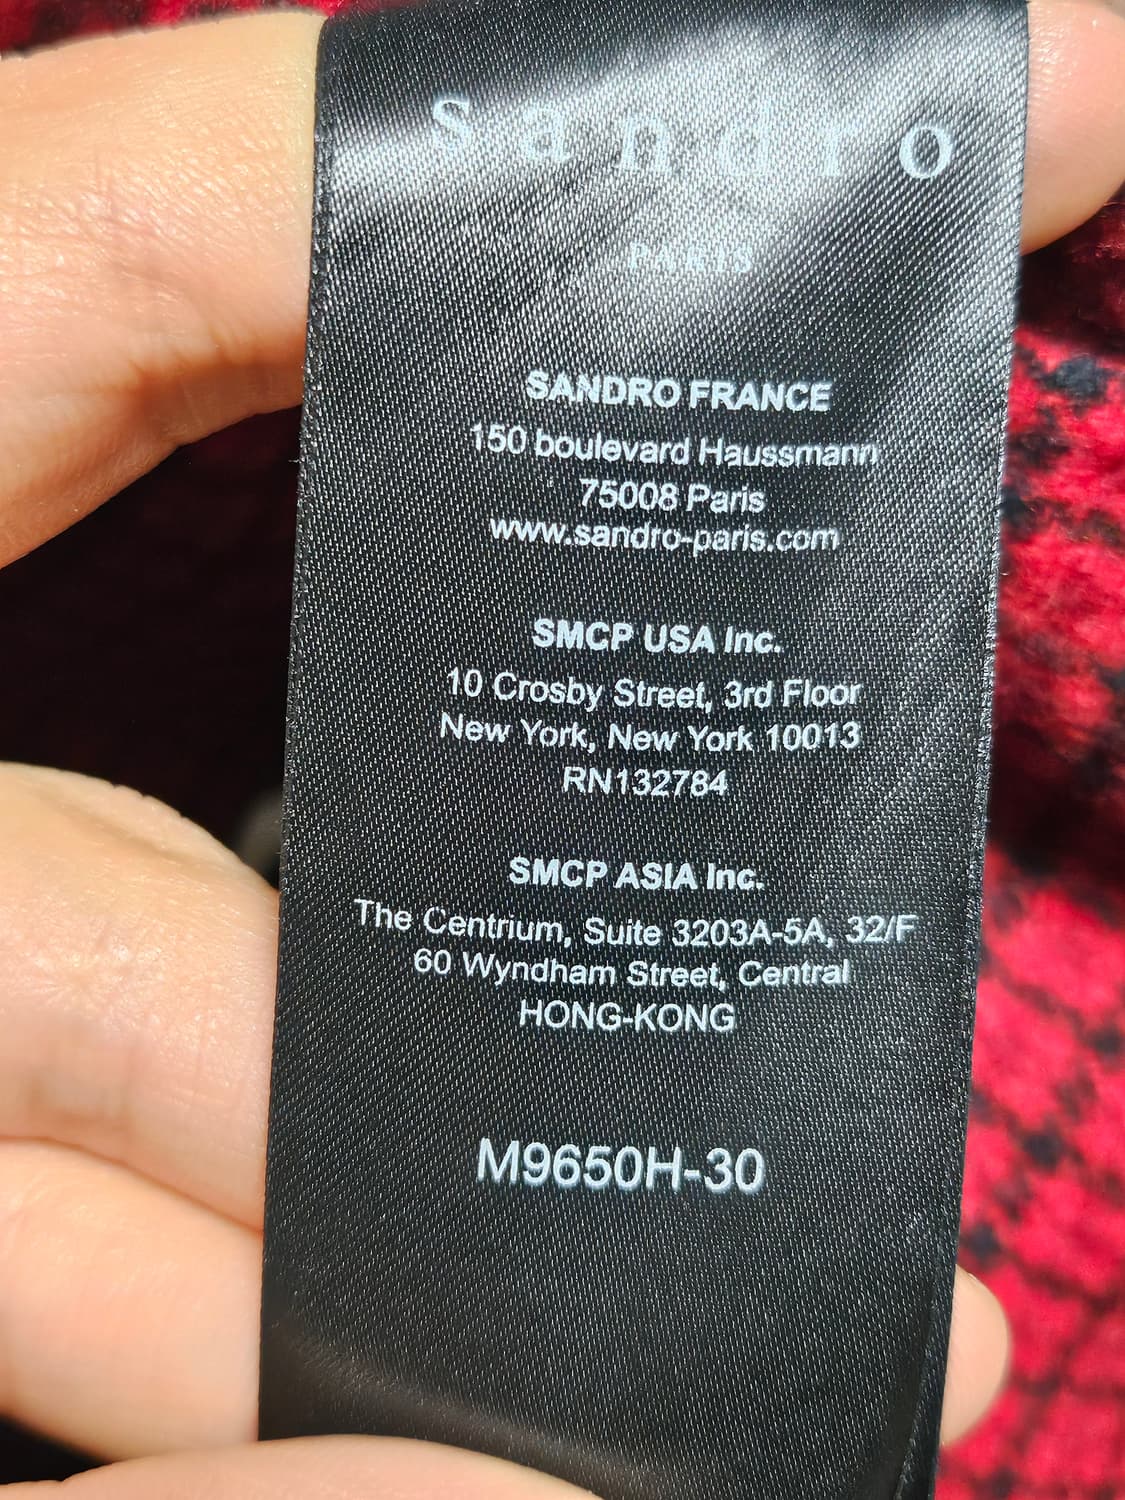 sandro
PARIS
SANDRO FRANCE
150 boulevard Haussmann
75008 Paris
www.sandro-paris.com
SMCP USA Inc.
10 Crosby Street, 3rd Floor
New York, New York 10013
RN132784
SMCP ASIA Inc.
The Centrium, Suite 3203A-5A, 32/F
60 Wyndham Street, Central
HONG-KONG
M9650H-30